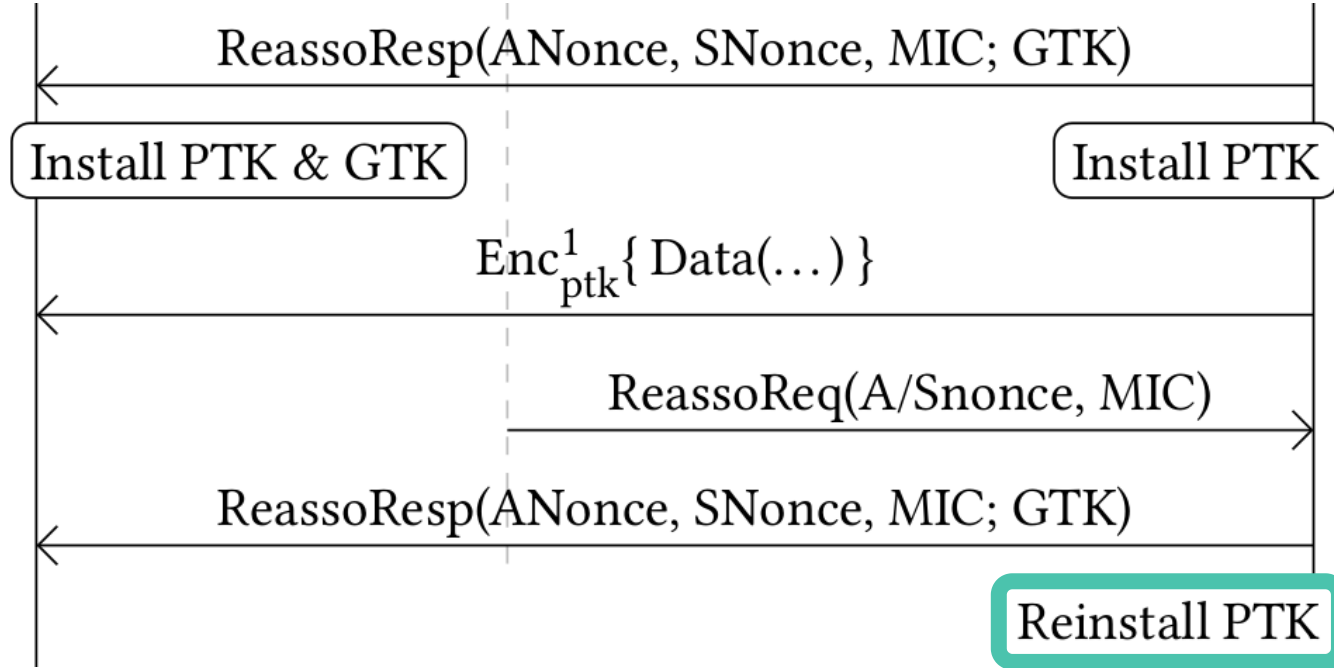 ReassoResp(ANonce, SNonce, MIC; GTK)
Install PTK & GTK
Install PTK
Enc¹ptk{ Data(…) }
ReassoReq(A/Snonce, MIC)
ReassoResp(ANonce, SNonce, MIC; GTK)
Reinstall PTK